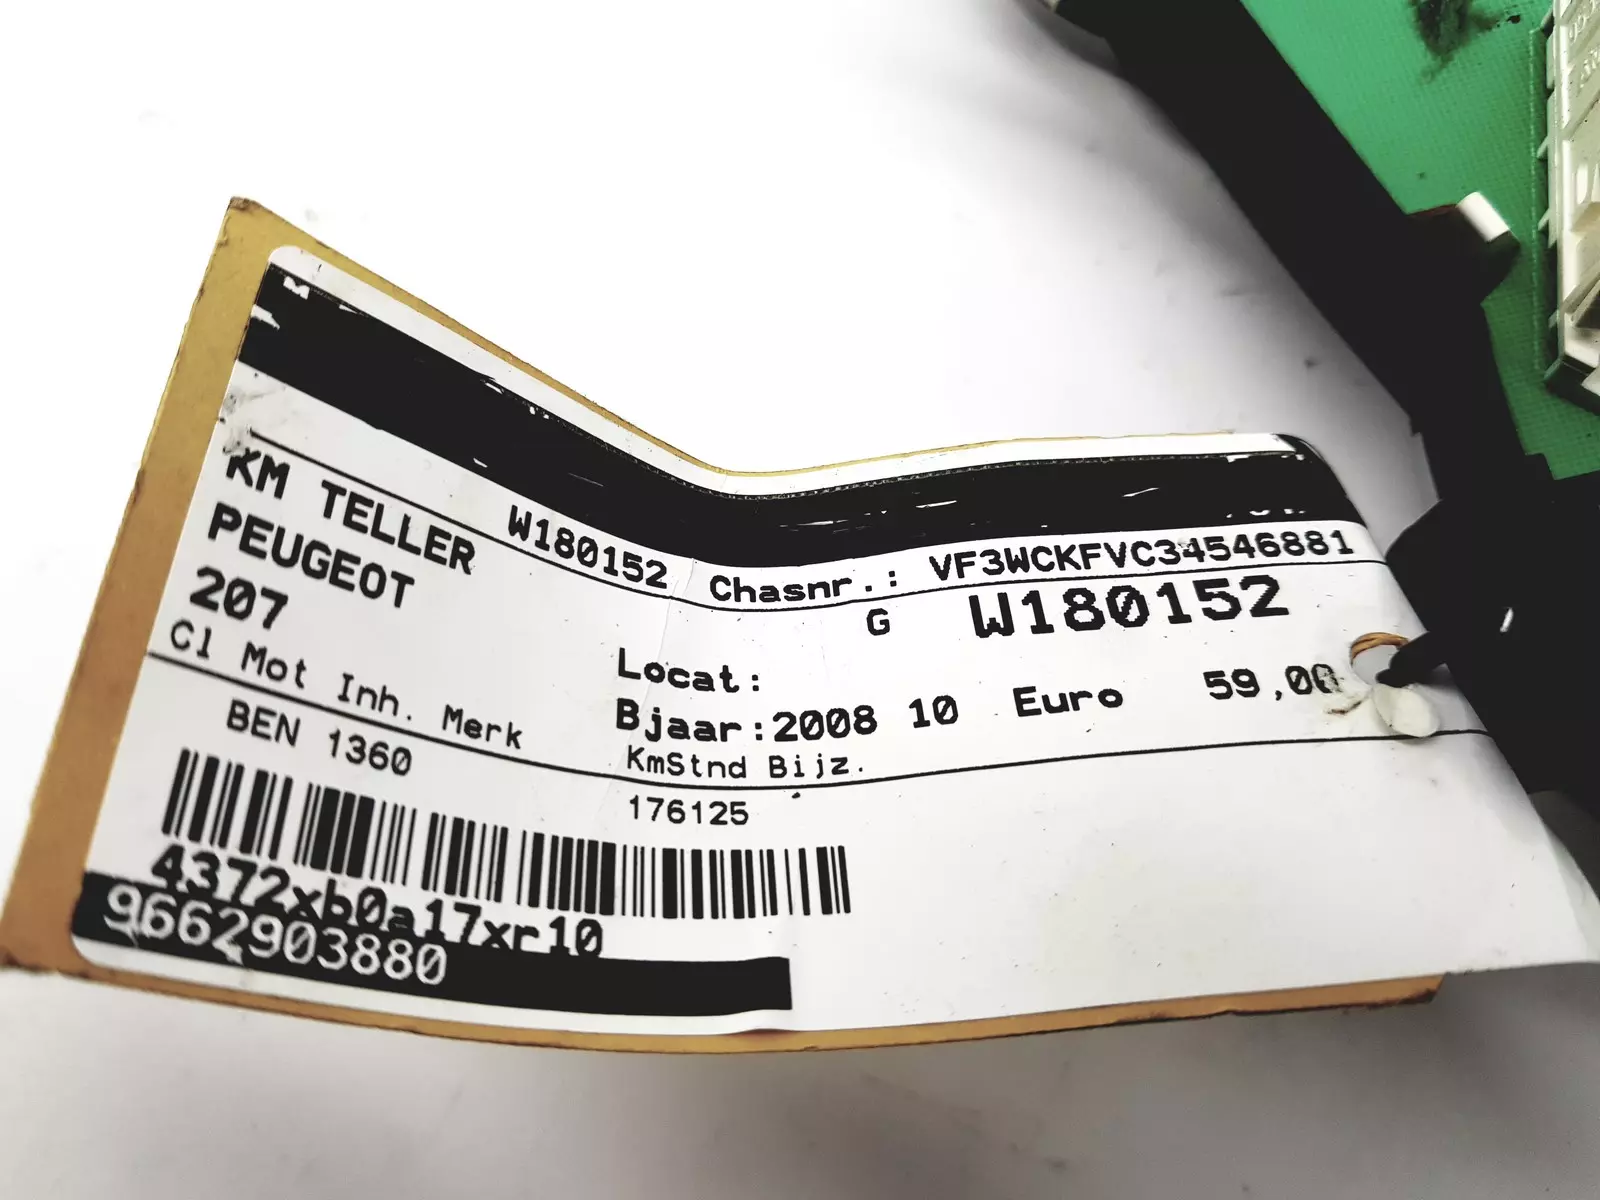 W180152 Chasnr.: VF3WCKFVC34546881
KM TELLER G W180152
PEUGEOT Locat:
207 Bjaar:2008 10 Euro 59,00
Cl Mot Inh. Merk KmStnd Bijz.
BEN 1360 176125
4372xb0a17xr10
9662903880